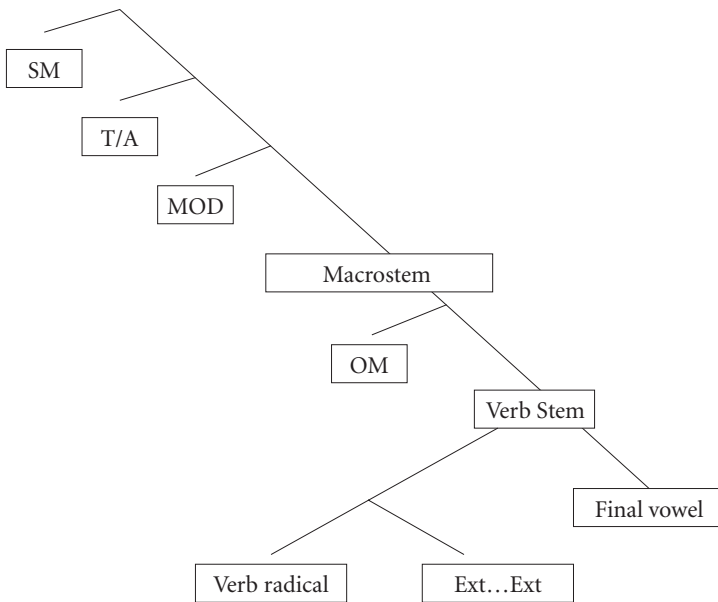 SM
T/A
MOD
Macrostem
OM
Verb Stem
Final vowel
Verb radical
Ext…Ext